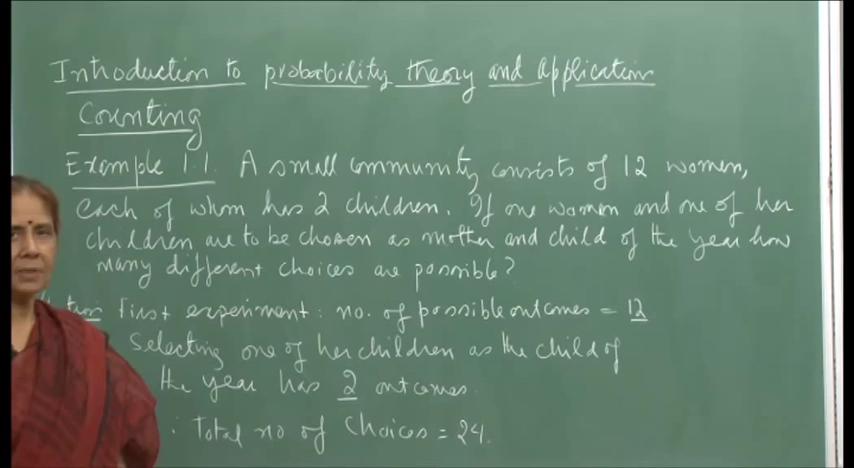 Introduction to probability theory and application
Counting
Example 1.1. A small community consists of 12 women,
each of whom has 2 children. If one women and one of her
children are to be chosen as mother and child of the year how
many different choices are possible?
First experiment: no. of possible outcomes = 12
Selecting one of her children as the child of
the year has 2 outcomes.
∴ Total no of choices = 24.